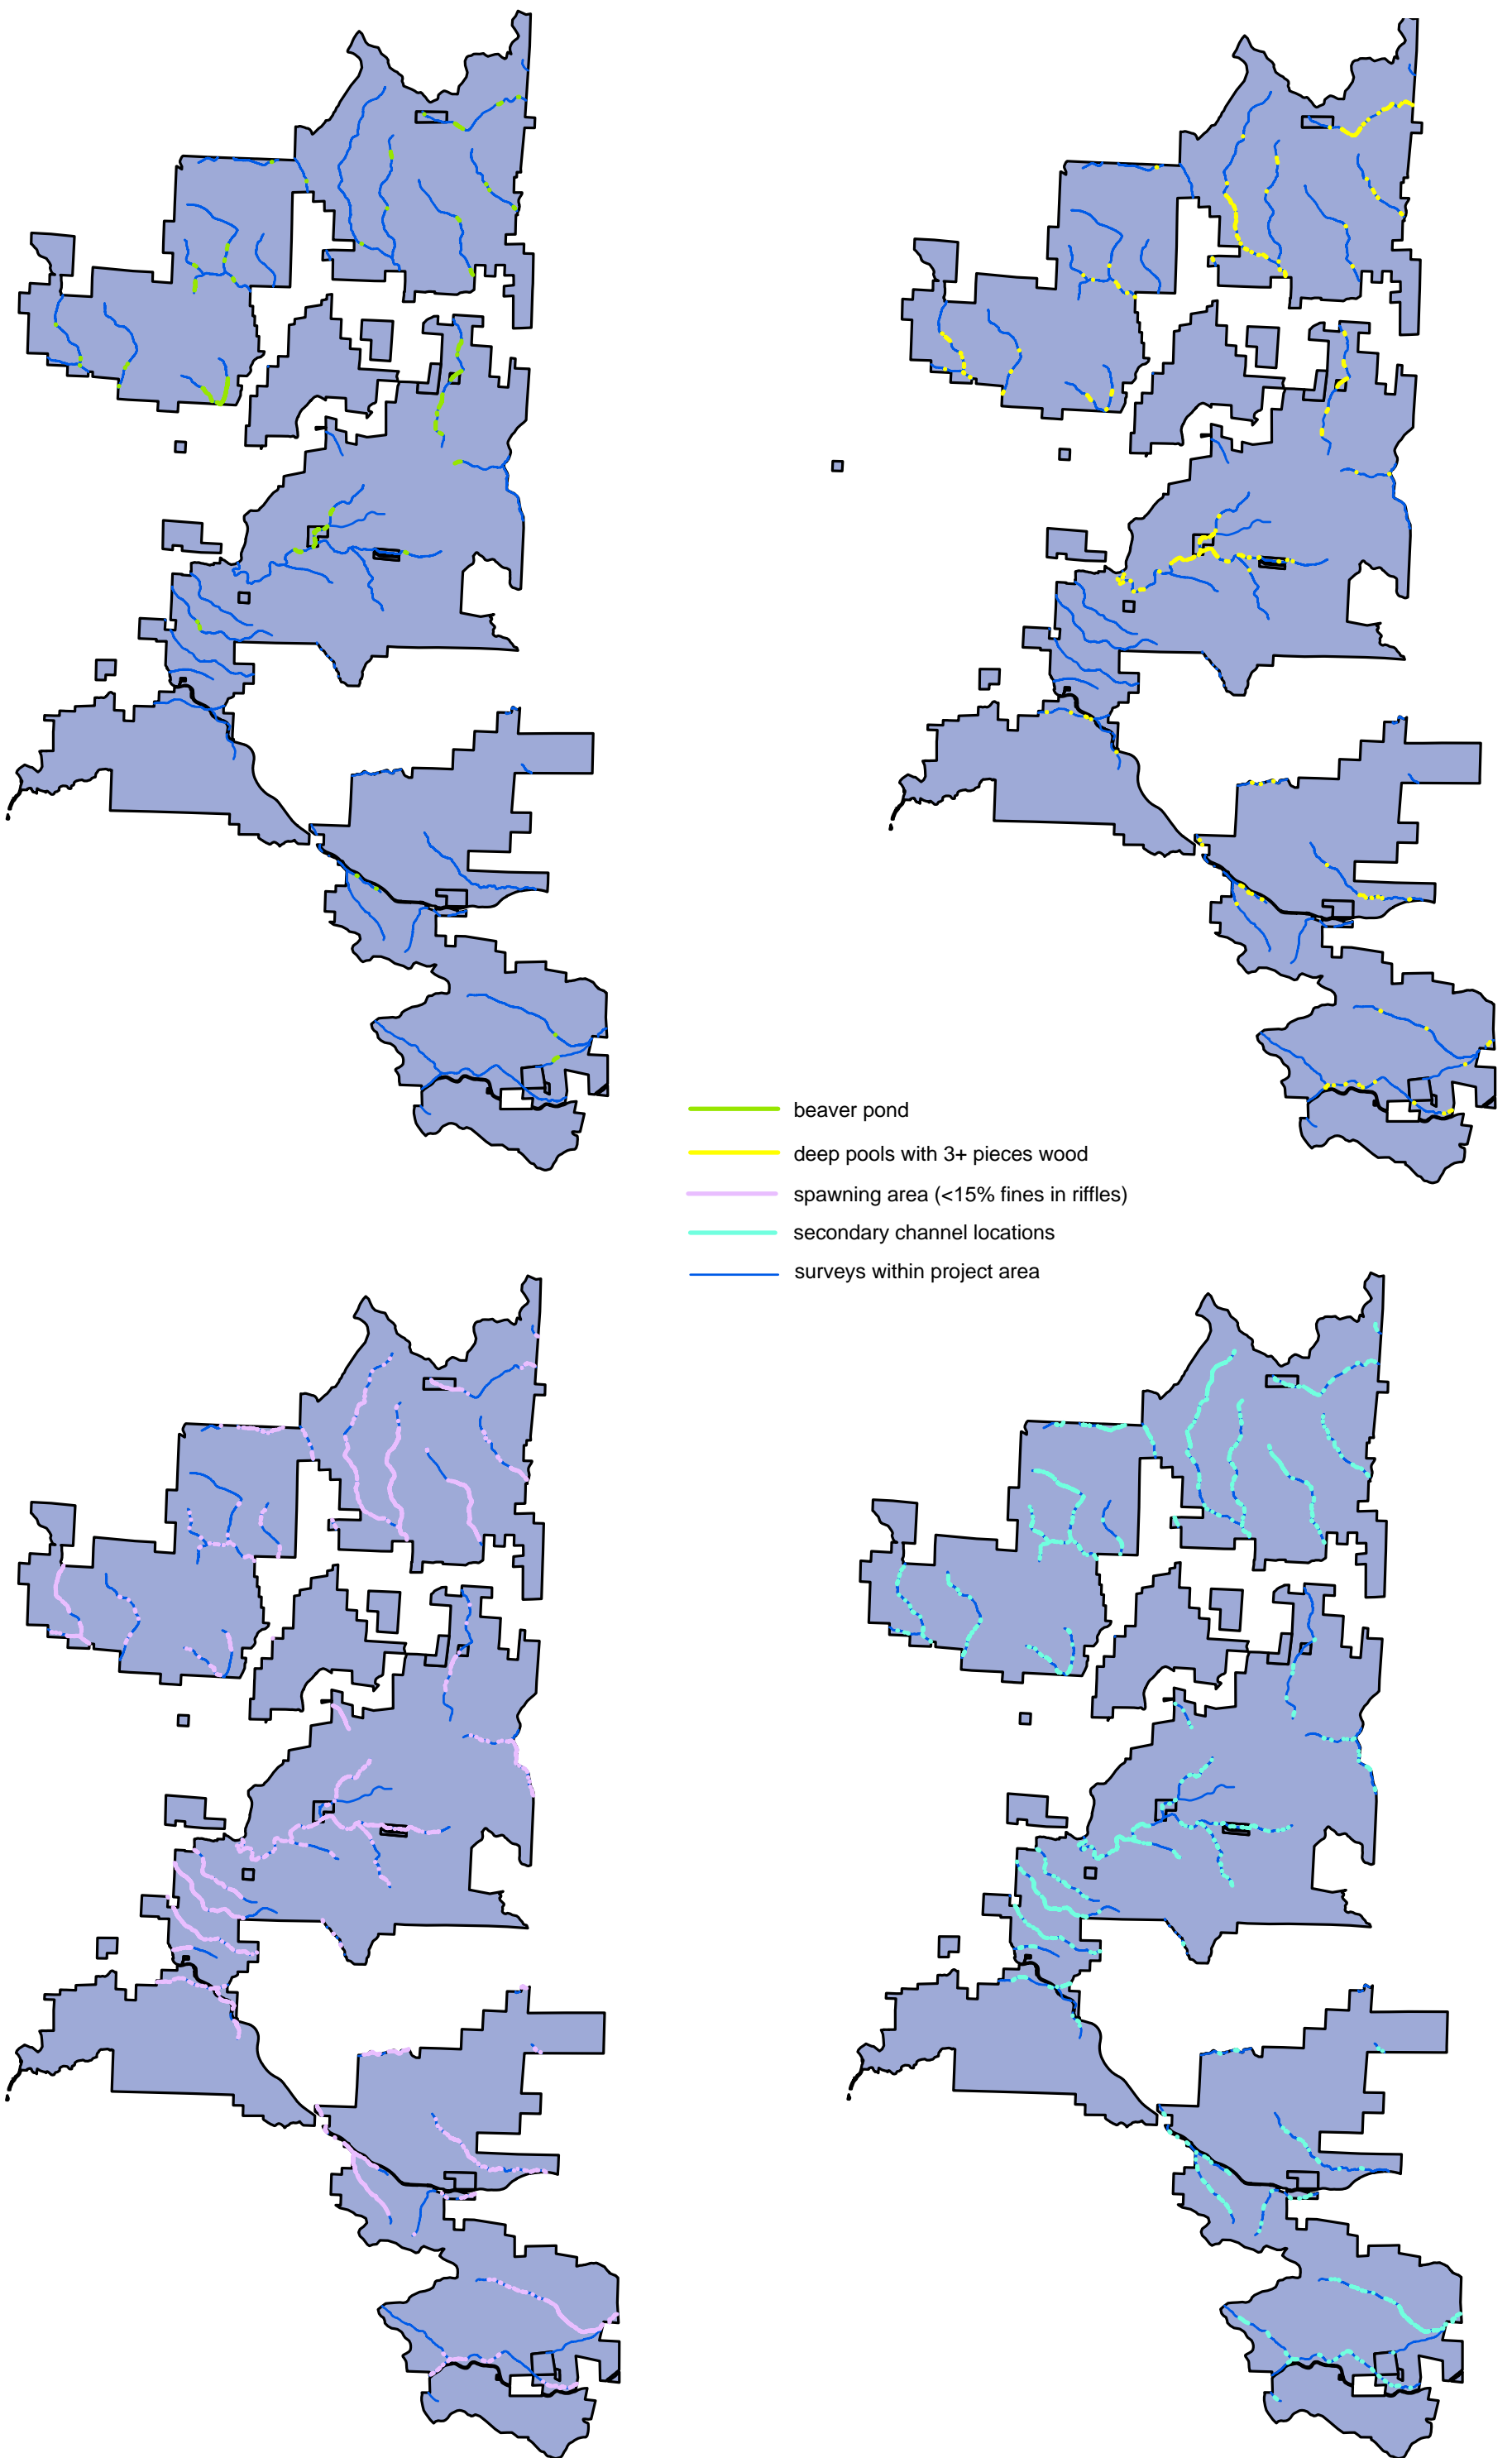 beaver pond
deep pools with 3+ pieces wood
spawning area (<15% fines in riffles)
secondary channel locations
surveys within project area